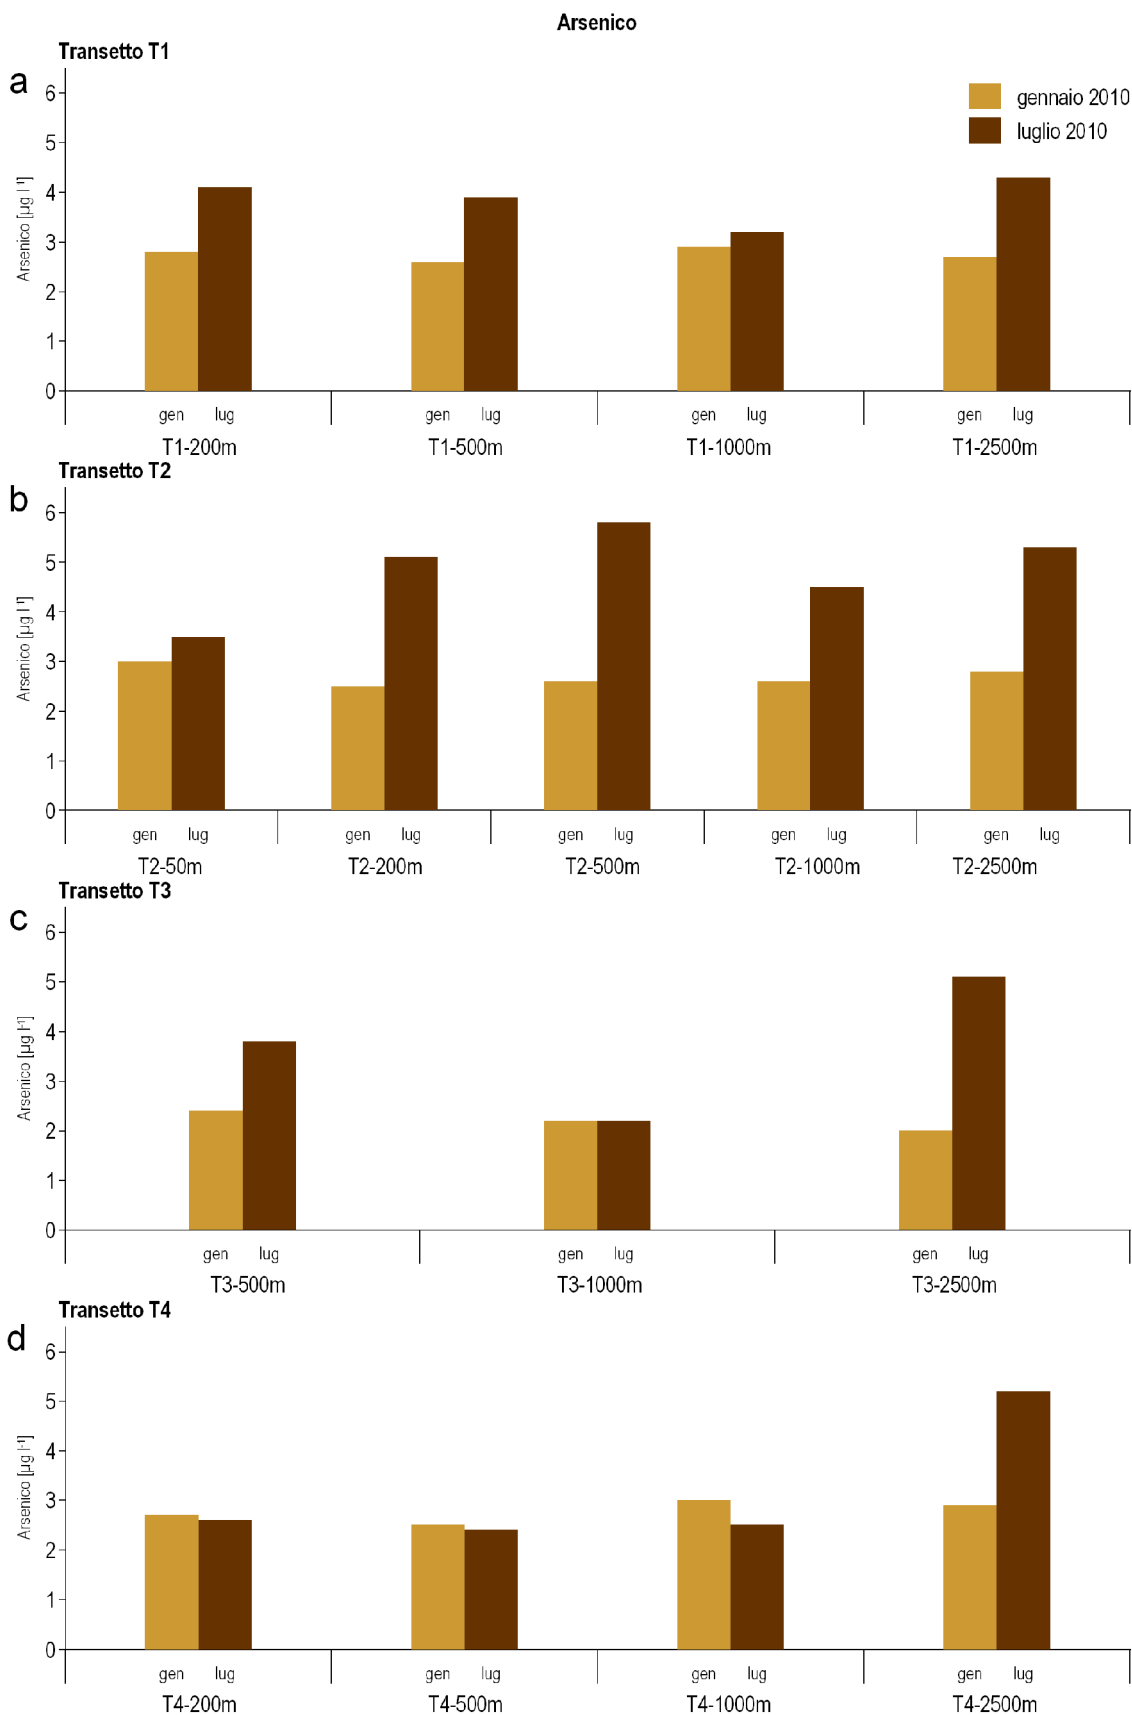 Arsenico
Transetto T1
a
gennaio 2010
luglio 2010
Arsenico [µg l⁻¹]
6
5
4
3
2
1
0
gen lug gen lug gen lug gen lug
T1-200m T1-500m T1-1000m T1-2500m
Transetto T2
b
Arsenico [µg l⁻¹]
6
5
4
3
2
1
0
gen lug gen lug gen lug gen lug gen lug
T2-50m T2-200m T2-500m T2-1000m T2-2500m
Transetto T3
c
Arsenico [µg l⁻¹]
6
5
4
3
2
1
0
gen lug gen lug gen lug
T3-500m T3-1000m T3-2500m
Transetto T4
d
Arsenico [µg l⁻¹]
6
5
4
3
2
1
0
gen lug gen lug gen lug gen lug
T4-200m T4-500m T4-1000m T4-2500m